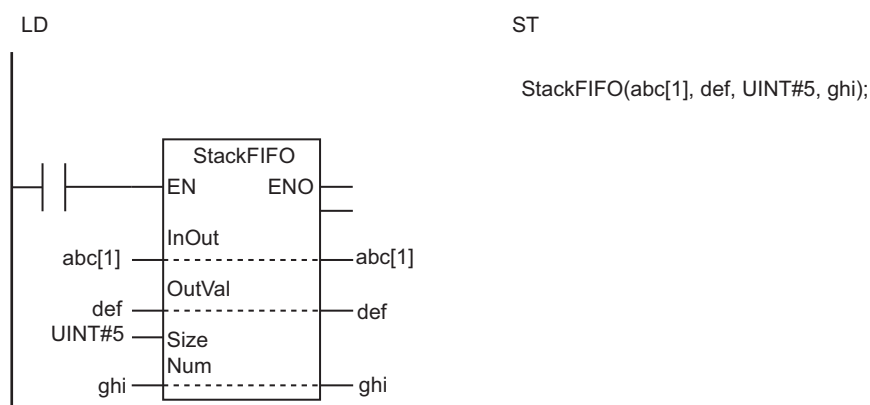 LD
ST
StackFIFO(abc[1], def, UINT#5, ghi);
StackFIFO
EN ENO
InOut
abc[1] abc[1]
OutVal
def def
UINT#5 Size
Num
ghi ghi